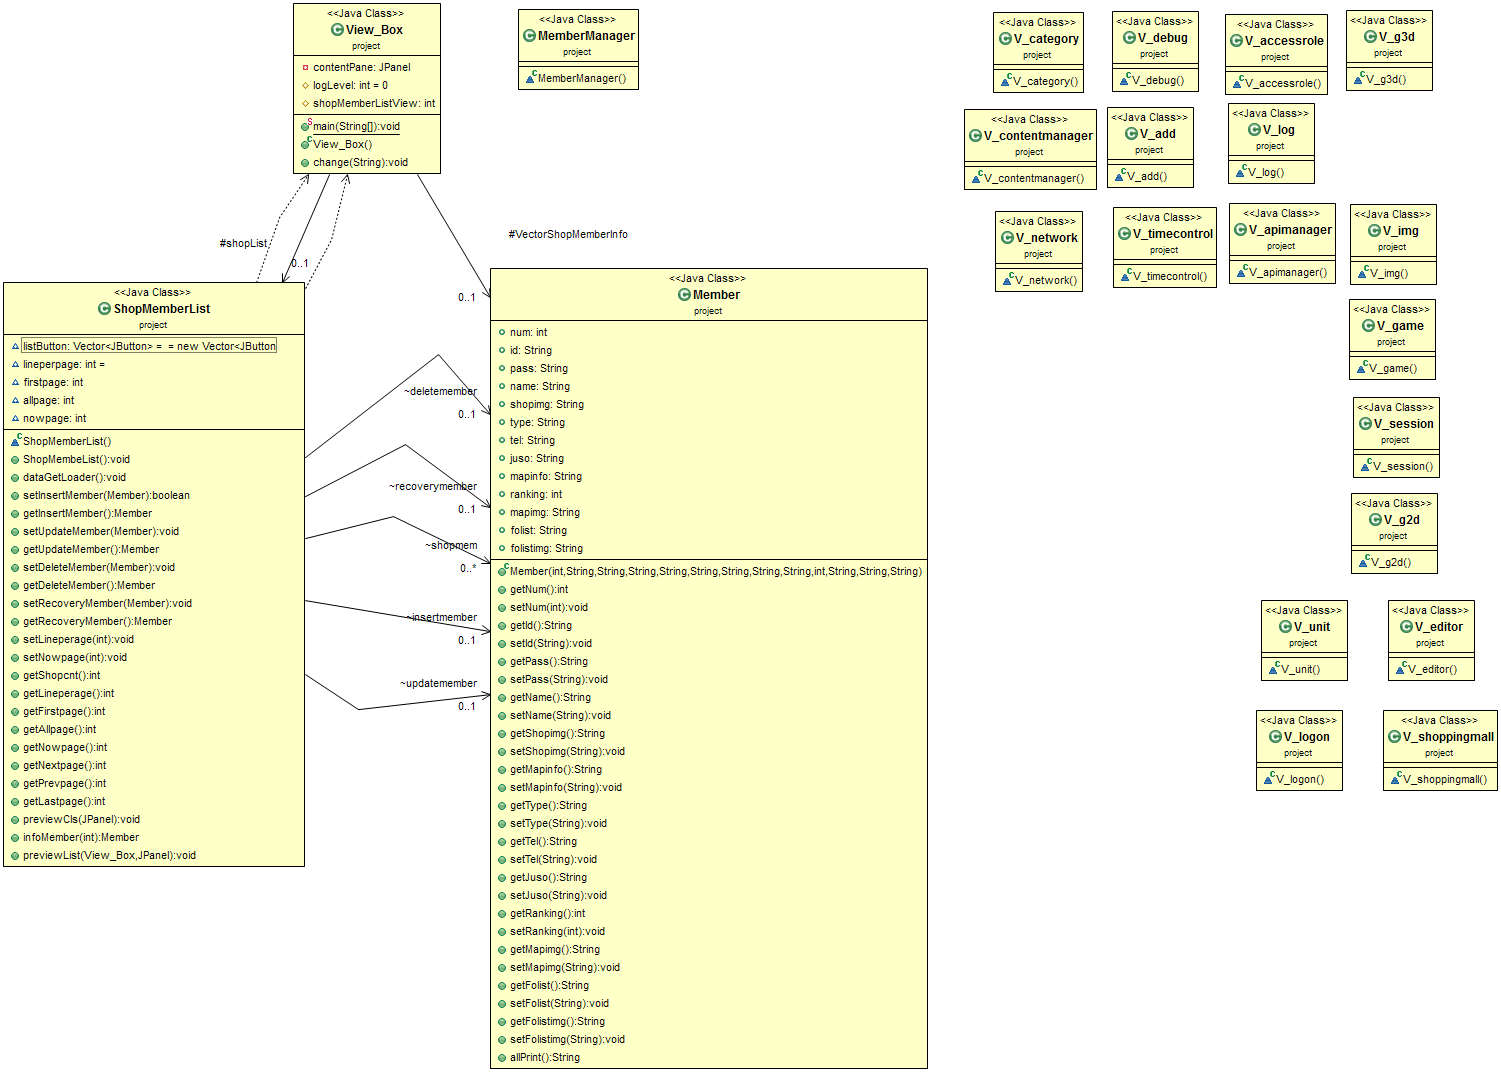 <<Java Class>>
View_Box
project
contentPane: JPanel
logLevel: int = 0
shopMemberListView: int
main(String[]):void
View_Box()
change(String):void
<<Java Class>>
MemberManager
project
MemberManager()
#shopList
0..1
#VectorShopMemberInfo
0..1
<<Java Class>>
ShopMemberList
project
listButton: Vector<JButton> = = new Vector<JButton
lineperpage: int =
firstpage: int
allpage: int
nowpage: int
ShopMemberList()
ShopMembeList():void
dataGetLoader():void
setInsertMember(Member):boolean
getInsertMember():Member
setUpdateMember(Member):void
getUpdateMember():Member
setDeleteMember(Member):void
getDeleteMember():Member
setRecoveryMember(Member):void
getRecoveryMember():Member
setLineperage(int):void
setNowpage(int):void
getShopcnt():int
getLineperage():int
getFirstpage():int
getAllpage():int
getNowpage():int
getNextpage():int
getPrevpage():int
getLastpage():int
previewCls(JPanel):void
infoMember(int):Member
previewList(View_Box,JPanel):void
~deletemember
0..1
~recoverymember
0..1
~shopmem
0..*
~insertmember
0..1
~updatemember
0..1
<<Java Class>>
Member
project
num: int
id: String
pass: String
name: String
shopimg: String
type: String
tel: String
juso: String
mapinfo: String
ranking: int
mapimg: String
folist: String
folistimg: String
Member(int,String,String,String,String,String,String,String,String,int,String,String,String)
getNum():int
setNum(int):void
getId():String
setId(String):void
getPass():String
setPass(String):void
getName():String
setName(String):void
getShopimg():String
setShopimg(String):void
getMapinfo():String
setMapinfo(String):void
getType():String
setType(String):void
getTel():String
setTel(String):void
getJuso():String
setJuso(String):void
getRanking():int
setRanking(int):void
getMapimg():String
setMapimg(String):void
getFolist():String
setFolist(String):void
getFolistimg():String
setFolistimg(String):void
allPrint():String
<<Java Class>>
V_category
project
V_category()
<<Java Class>>
V_debug
project
V_debug()
<<Java Class>>
V_accessrole
project
V_accessrole()
<<Java Class>>
V_g3d
project
V_g3d()
<<Java Class>>
V_contentmanager
project
V_contentmanager()
<<Java Class>>
V_add
project
V_add()
<<Java Class>>
V_log
project
V_log()
<<Java Class>>
V_network
project
V_network()
<<Java Class>>
V_timecontrol
project
V_timecontrol()
<<Java Class>>
V_apimanager
project
V_apimanager()
<<Java Class>>
V_img
project
V_img()
<<Java Class>>
V_game
project
V_game()
<<Java Class>>
V_session
project
V_session()
<<Java Class>>
V_g2d
project
V_g2d()
<<Java Class>>
V_unit
project
V_unit()
<<Java Class>>
V_editor
project
V_editor()
<<Java Class>>
V_logon
project
V_logon()
<<Java Class>>
V_shoppingmall
project
V_shoppingmall()